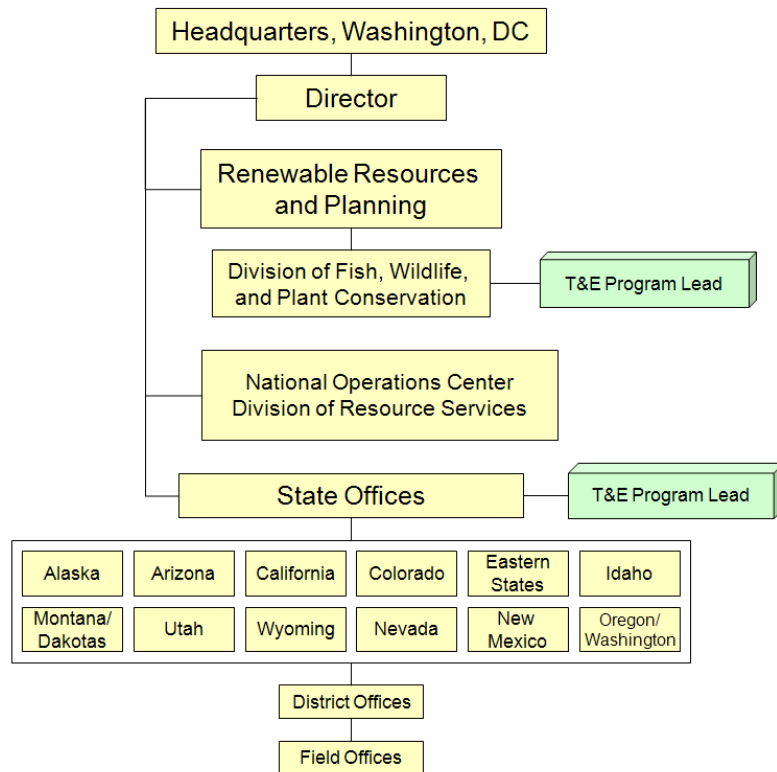 Headquarters, Washington, DC
Director
Renewable Resources
and Planning
Division of Fish, Wildlife,
and Plant Conservation
T&E Program Lead
National Operations Center
Division of Resource Services
State Offices
T&E Program Lead
Alaska
Arizona
California
Colorado
Eastern
States
Idaho
Montana/
Dakotas
Utah
Wyoming
Nevada
New
Mexico
Oregon/
Washington
District Offices
Field Offices